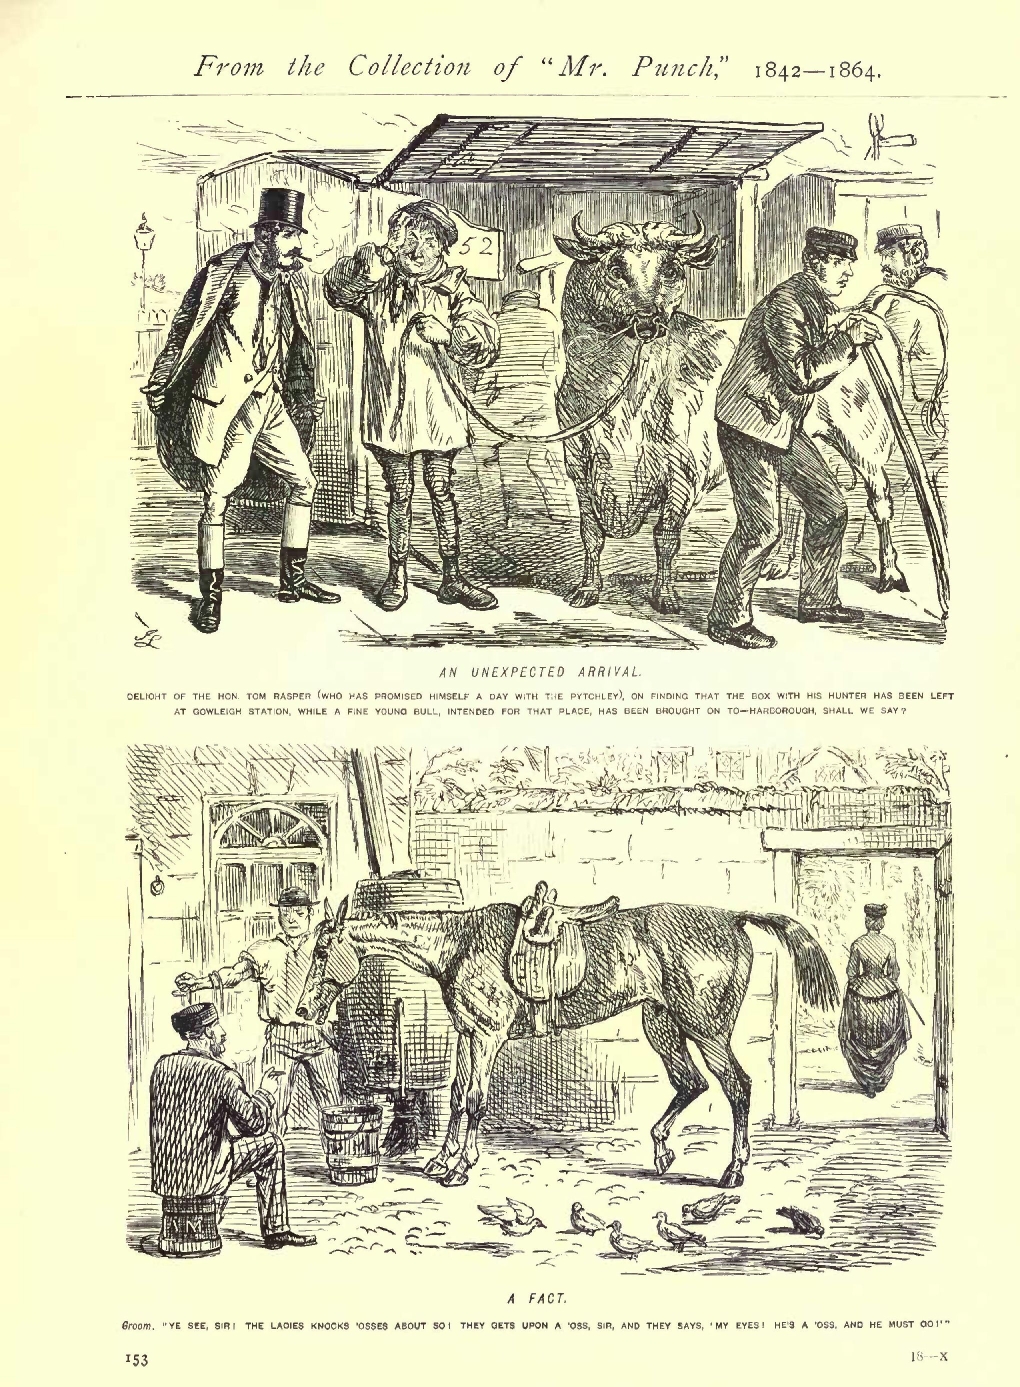 From the Collection of "Mr. Punch," 1842—1864.
52
AN UNEXPECTED ARRIVAL.
DELIGHT OF THE HON. TOM RASPER (WHO HAS PROMISED HIMSELF A DAY WITH THE PYTCHLEY), ON FINDING THAT THE BOX WITH HIS HUNTER HAS BEEN LEFT
AT GOWLEIGH STATION, WHILE A FINE YOUNG BULL, INTENDED FOR THAT PLACE, HAS BEEN BROUGHT ON TO—HARBOROUGH, SHALL WE SAY?
A FACT.
Groom. "YE SEE, SIR! THE LADIES KNOCKS 'OSSES ABOUT SO! THEY GETS UPON A 'OSS, SIR, AND THEY SAYS, 'MY EYES! HE'S A 'OSS, AND HE MUST GO!'"
153
18—X